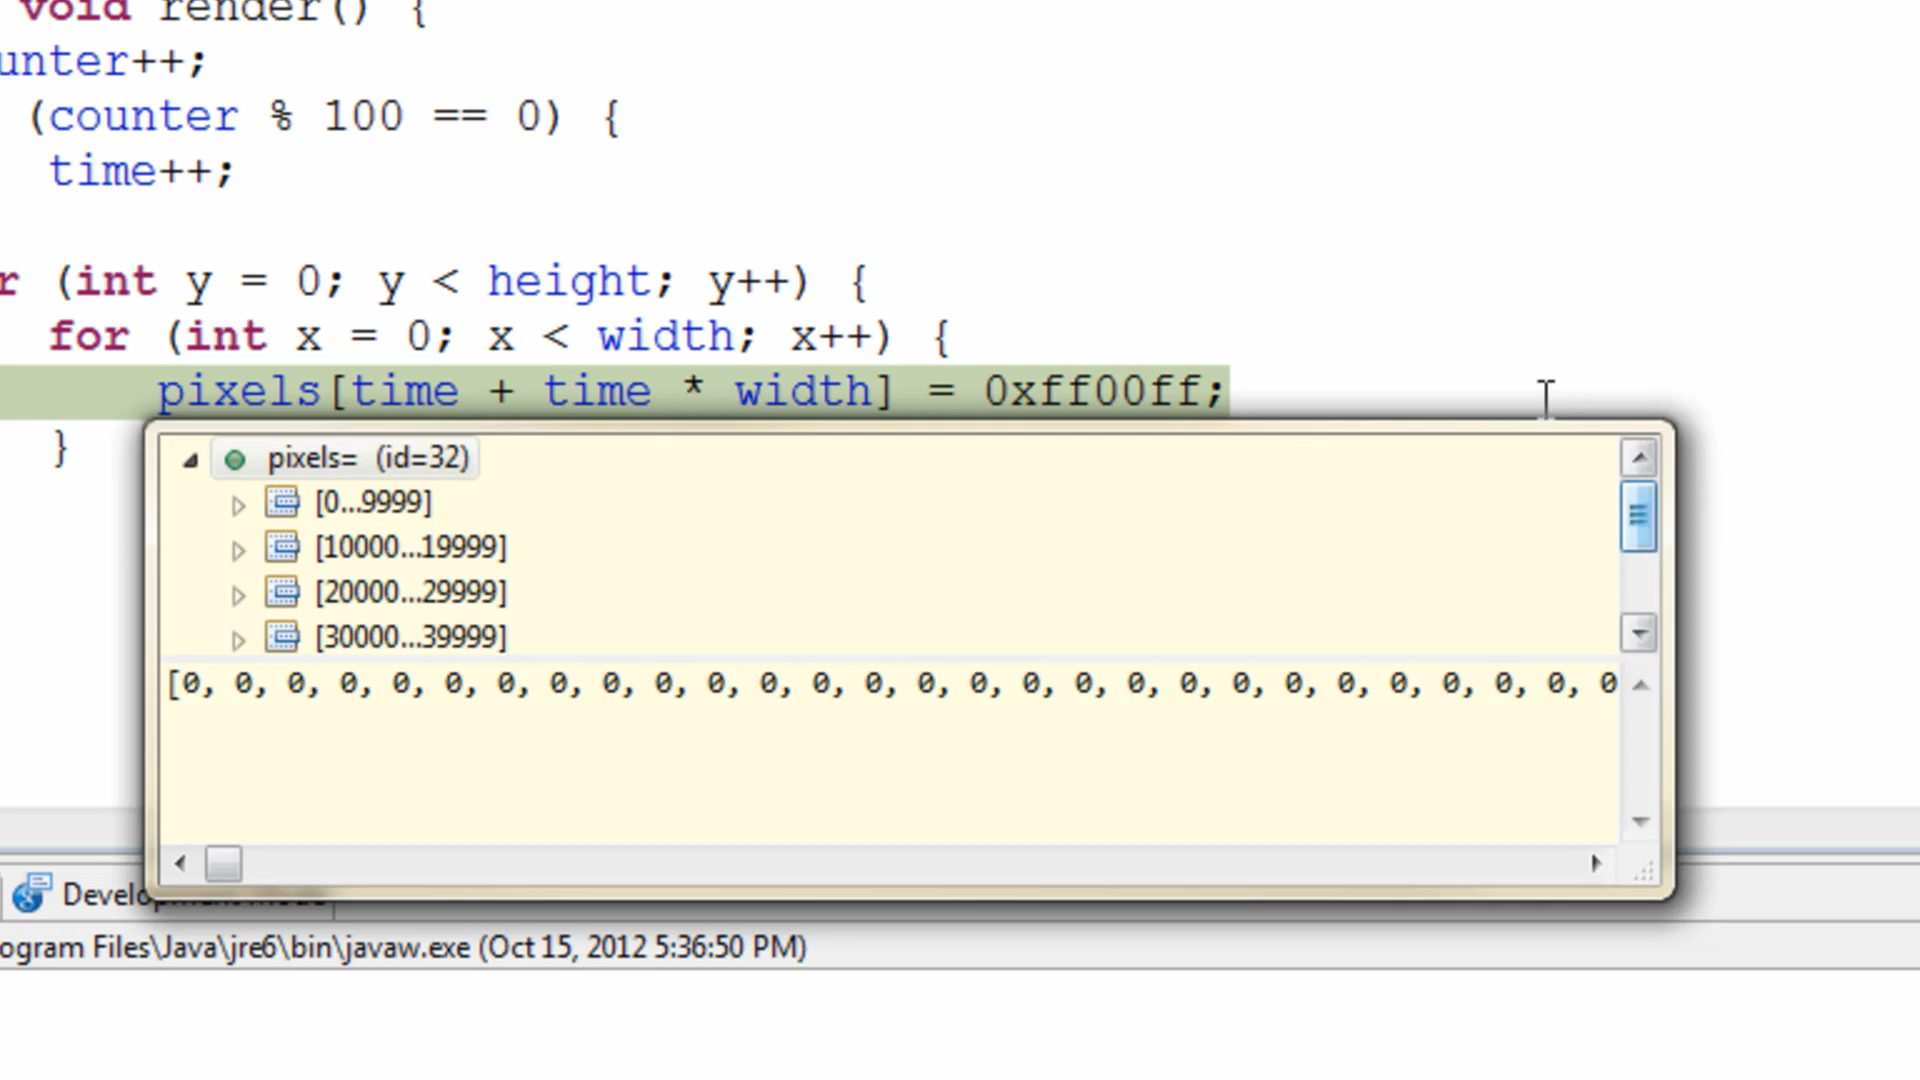 void render() {
unter++;
(counter % 100 == 0) {
time++;
r (int y = 0; y < height; y++) {
for (int x = 0; x < width; x++) {
pixels[time + time * width] = 0xff00ff;
}
pixels= (id=32)
[0...9999]
[10000...19999]
[20000...29999]
[30000...39999]
[0, 0, 0, 0, 0, 0, 0, 0, 0, 0, 0, 0, 0, 0, 0, 0, 0, 0, 0, 0, 0, 0, 0, 0, 0, 0, 0, 0
Develo
ogram Files\Java\jre6\bin\javaw.exe (Oct 15, 2012 5:36:50 PM)